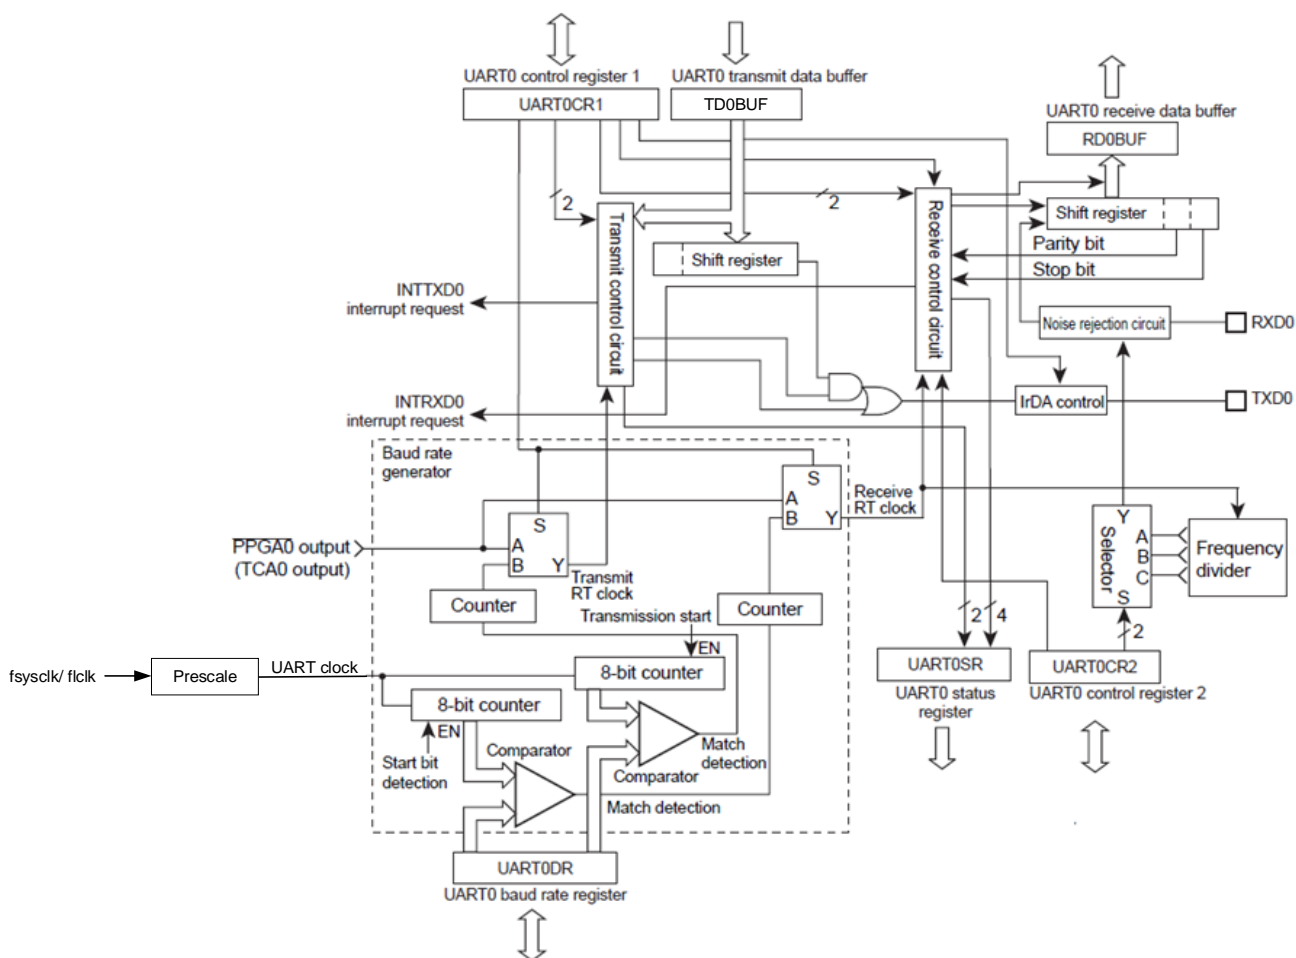 UART0 control register 1
UART0CR1
UART0 transmit data buffer
TD0BUF
UART0 receive data buffer
RD0BUF
2
2
Transmit control circuit
Receive control circuit
Shift register
Shift register
Parity bit
Stop bit
INTTXD0
interrupt request
Noise rejection circuit
RXD0
INTRXD0
interrupt request
IrDA control
TXD0
Baud rate
generator
S
A
B
Y
Receive
RT clock
S
A
B
Y
Transmit
RT clock
PPGA0 output
(TCA0 output)
Counter
Counter
Selector
Y
A
B
C
S
Frequency
divider
2
4
2
Transmission start
EN
fsysclk/ flclk
Prescale
UART clock
8-bit counter
8-bit counter
EN
Start bit
detection
Comparator
Comparator
Match
detection
Match detection
UART0SR
UART0 status
register
UART0CR2
UART0 control register 2
UART0DR
UART0 baud rate register